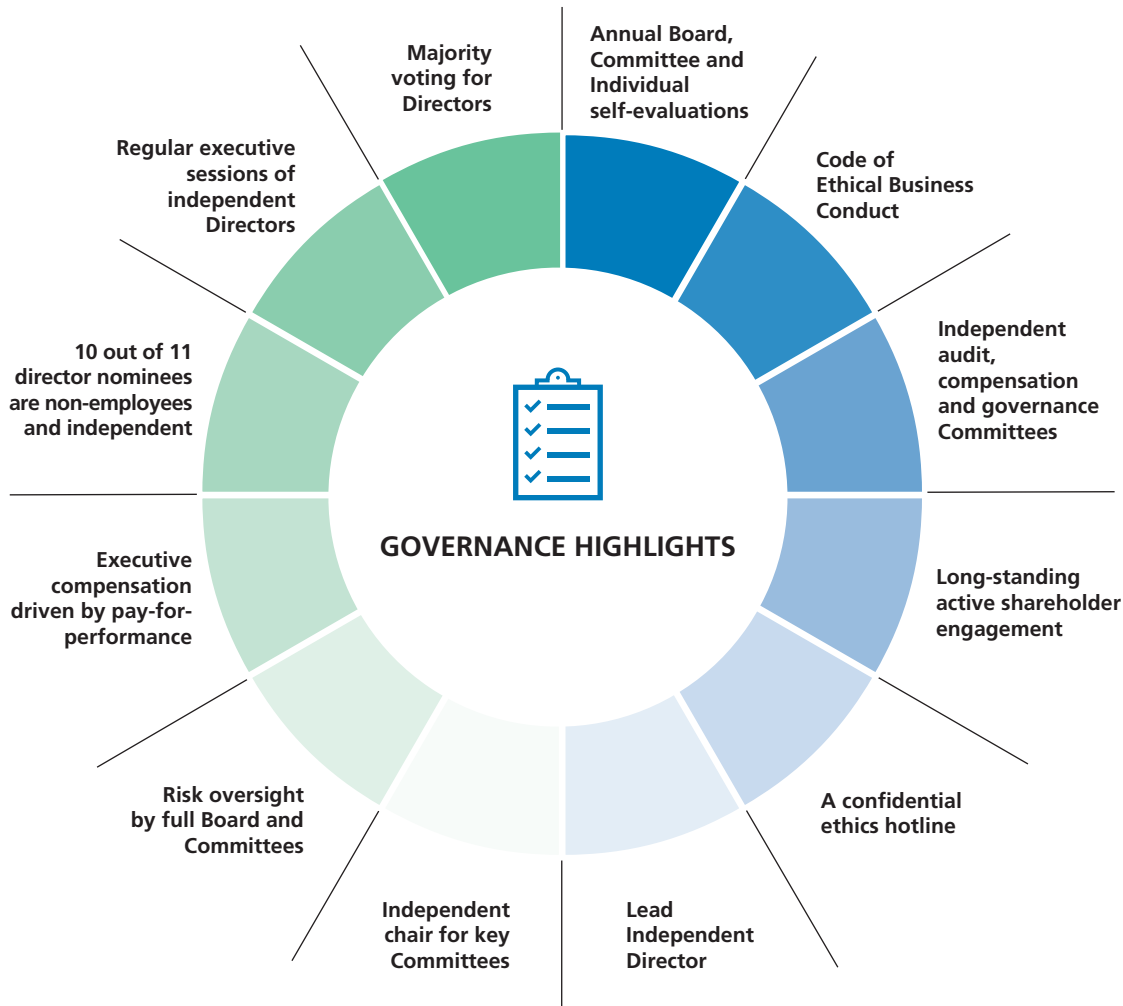 Annual Board,
Committee and
Individual
self-evaluations
Code of
Ethical Business
Conduct
Independent
audit,
compensation
and governance
Committees
Long-standing
active shareholder
engagement
A confidential
ethics hotline
Lead
Independent
Director
Independent
chair for key
Committees
Risk oversight
by full Board and
Committees
Executive
compensation
driven by pay-for-
performance
10 out of 11
director nominees
are non-employees
and independent
Regular executive
sessions of
independent
Directors
Majority
voting for
Directors
GOVERNANCE HIGHLIGHTS